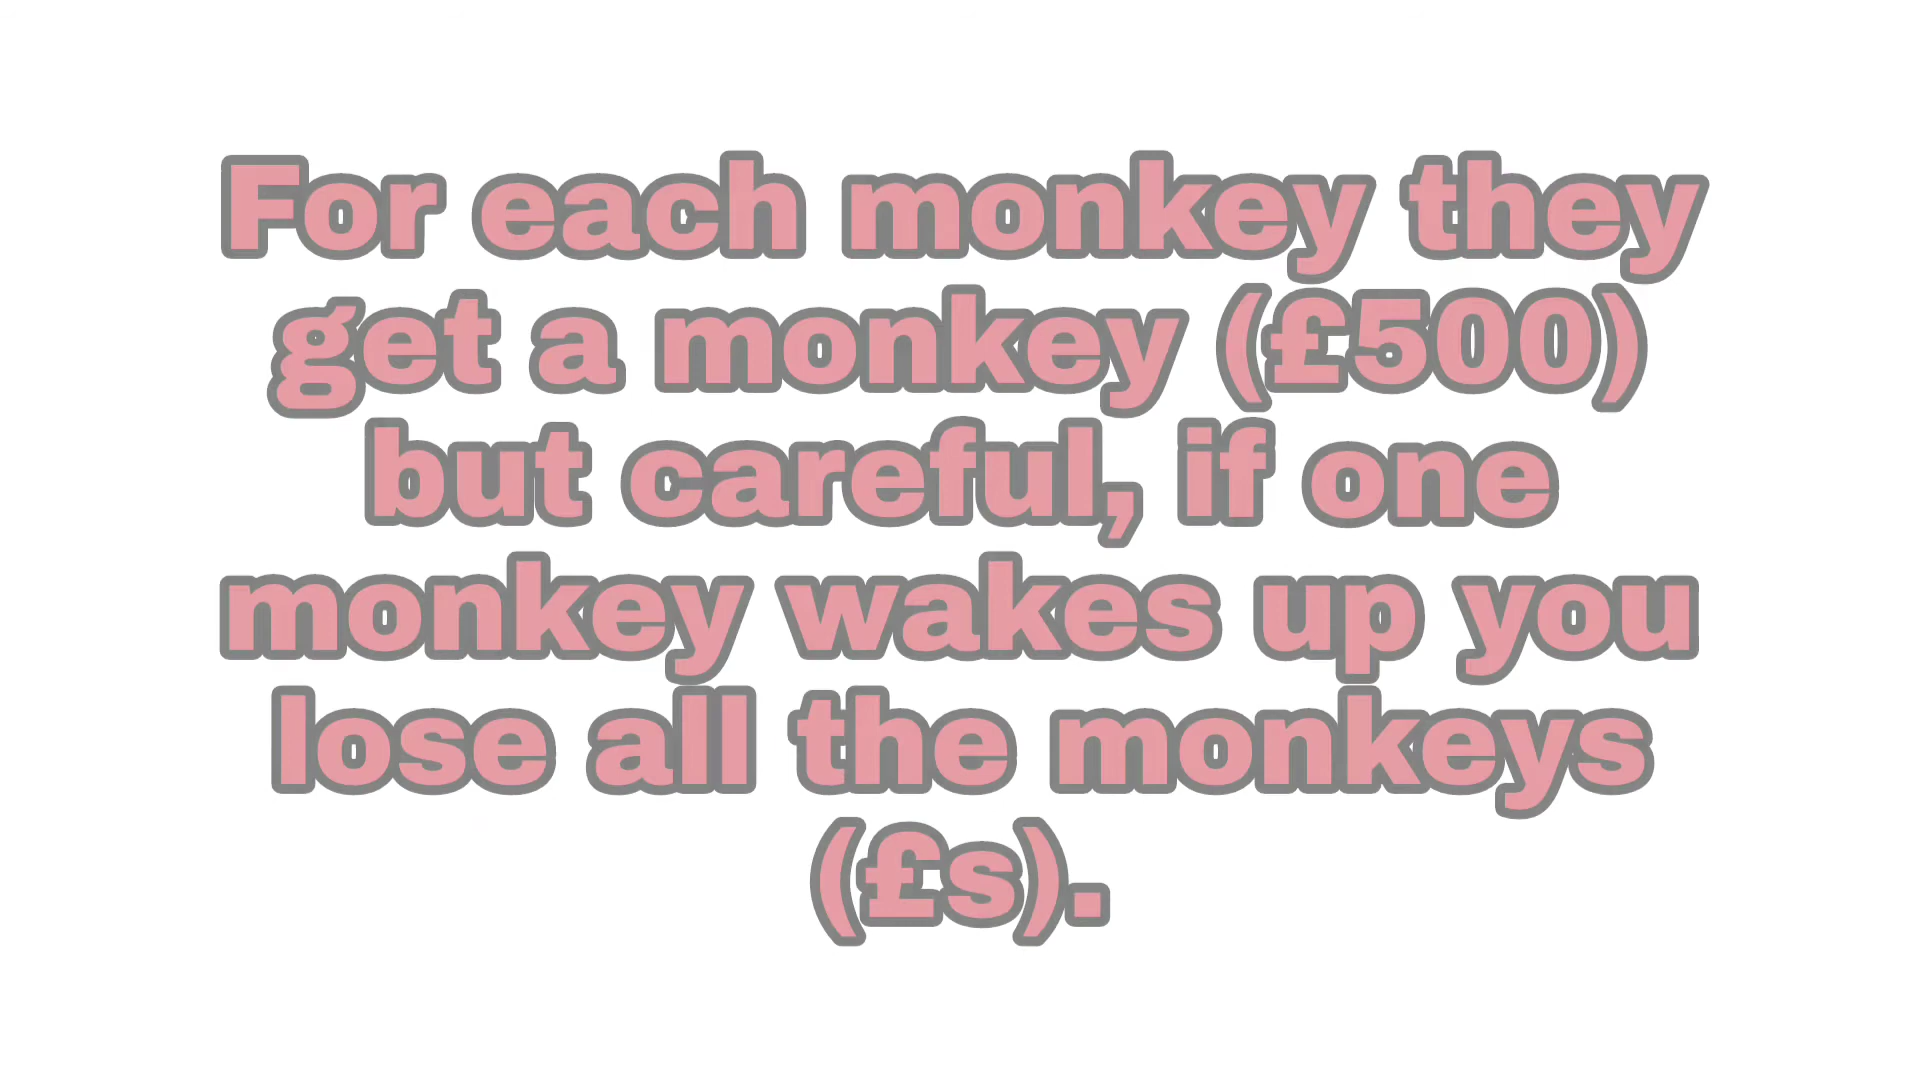 For each monkey they
get a monkey (£500)
but careful, if one
monkey wakes up you
lose all the monkeys
(£s).